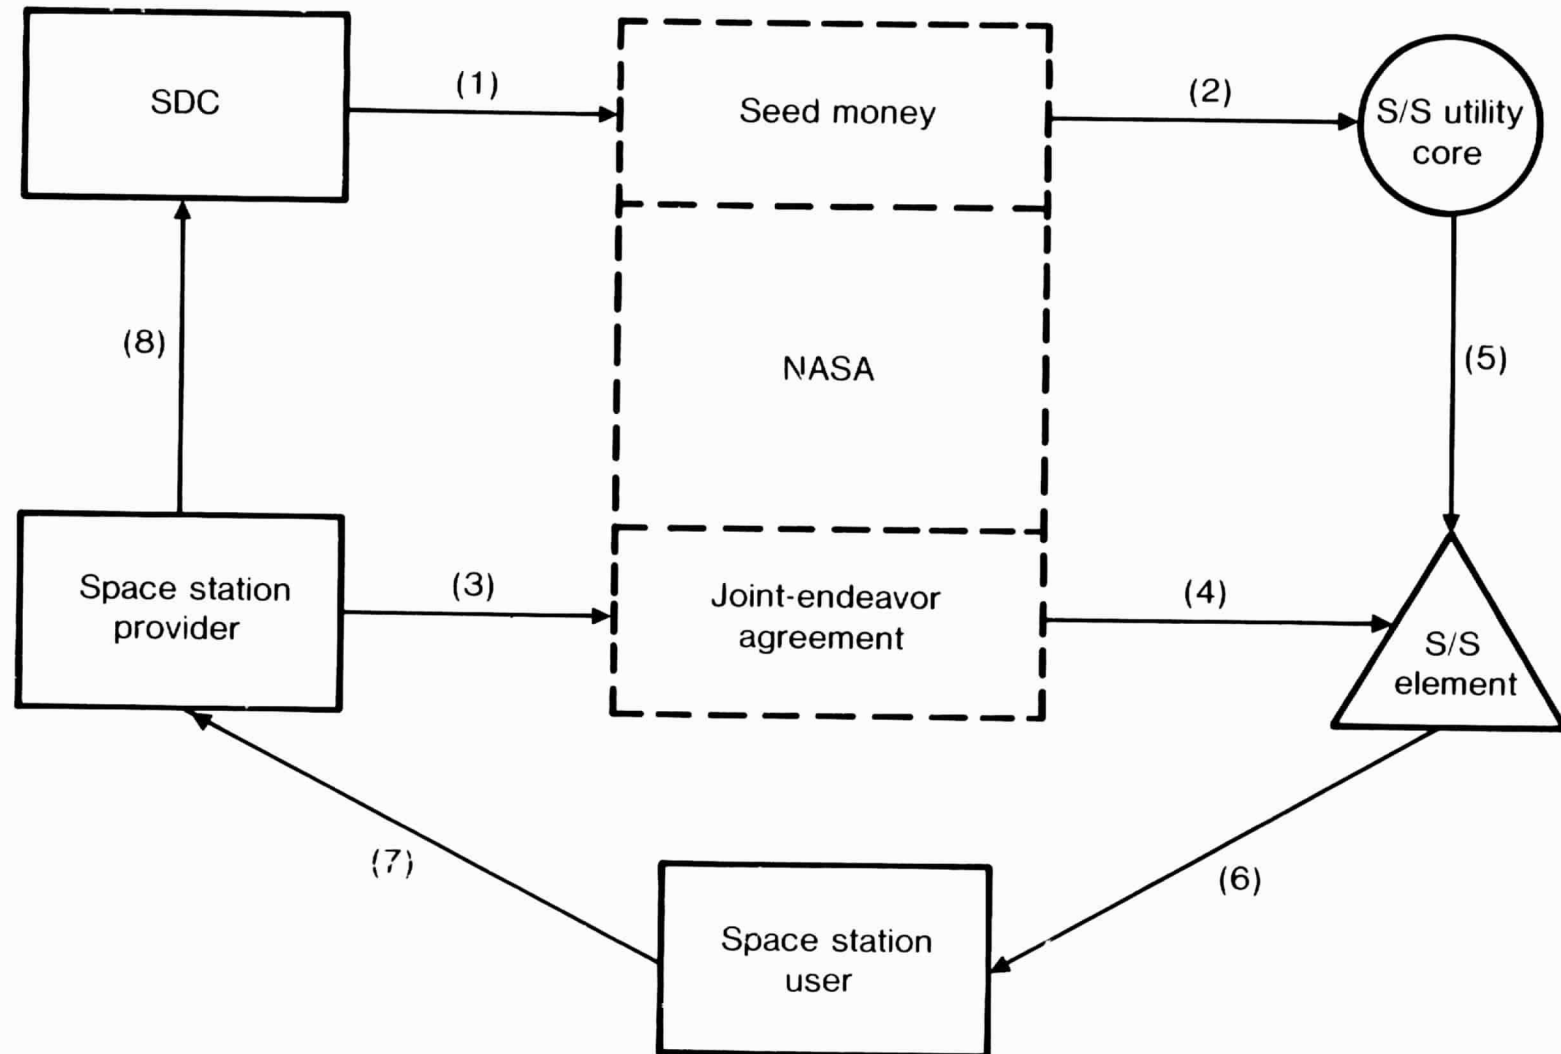 SDC
(1)
Seed money
(2)
S/S utility
core
(8)
NASA
(5)
Space station
provider
(3)
Joint-endeavor
agreement
(4)
S/S
element
(7)
(6)
Space station
user